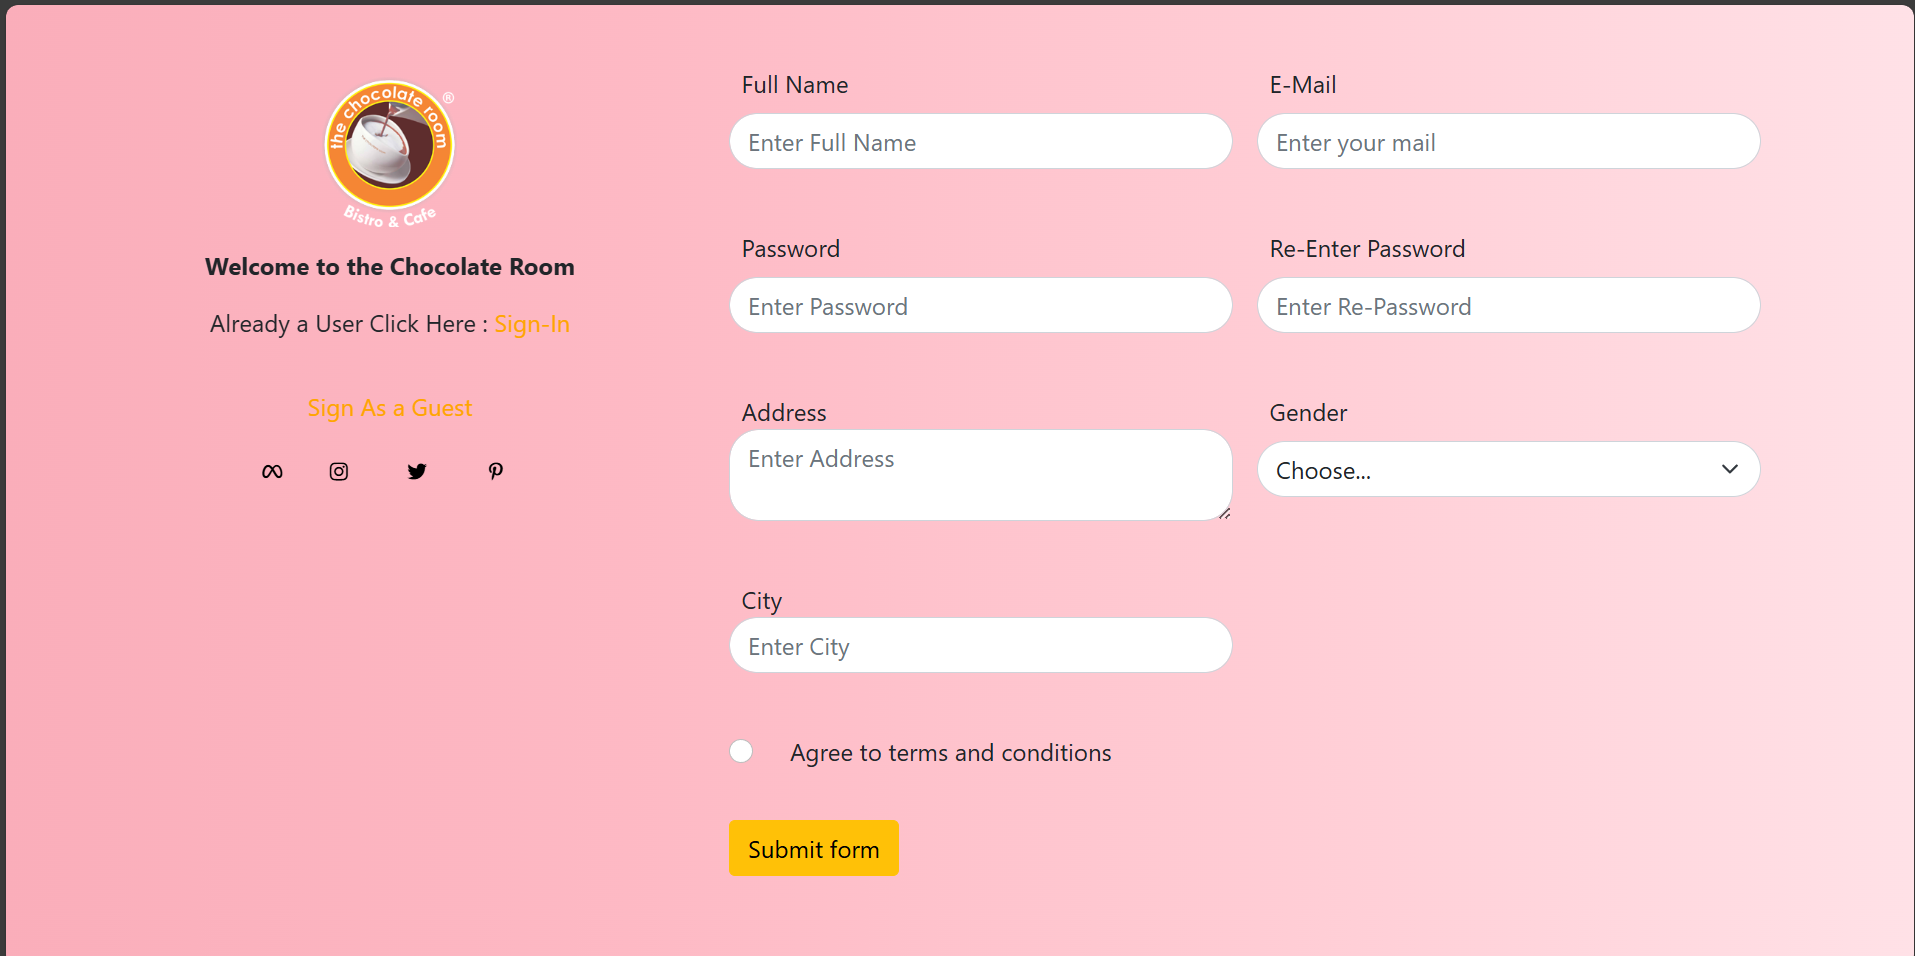 the chocolate room
®
Bistro & Cafe
Welcome to the Chocolate Room
Already a User Click Here : Sign-In
Sign As a Guest
Full Name
Enter Full Name
E-Mail
Enter your mail
Password
Enter Password
Re-Enter Password
Enter Re-Password
Address
Enter Address
Gender
Choose...
City
Enter City
Agree to terms and conditions
Submit form